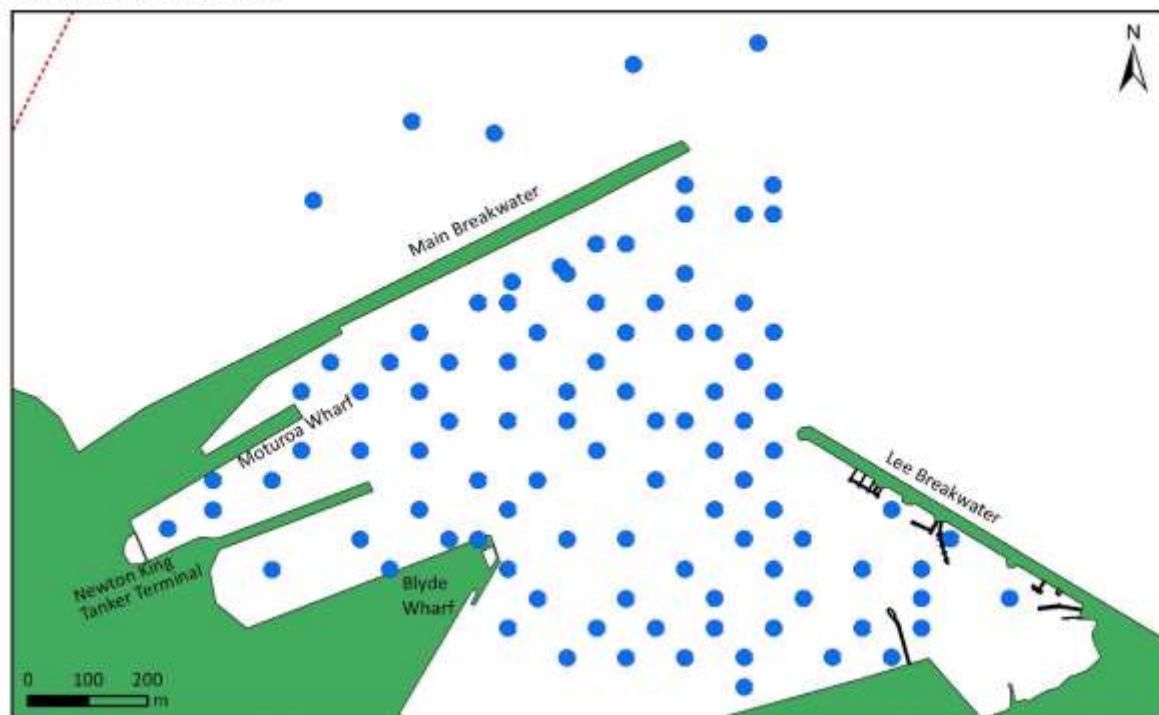 N
Main Breakwater
Moturoa Wharf
Lee Breakwater
Newton King
Tanker Terminal
Blyde
Wharf
0 100 200
m